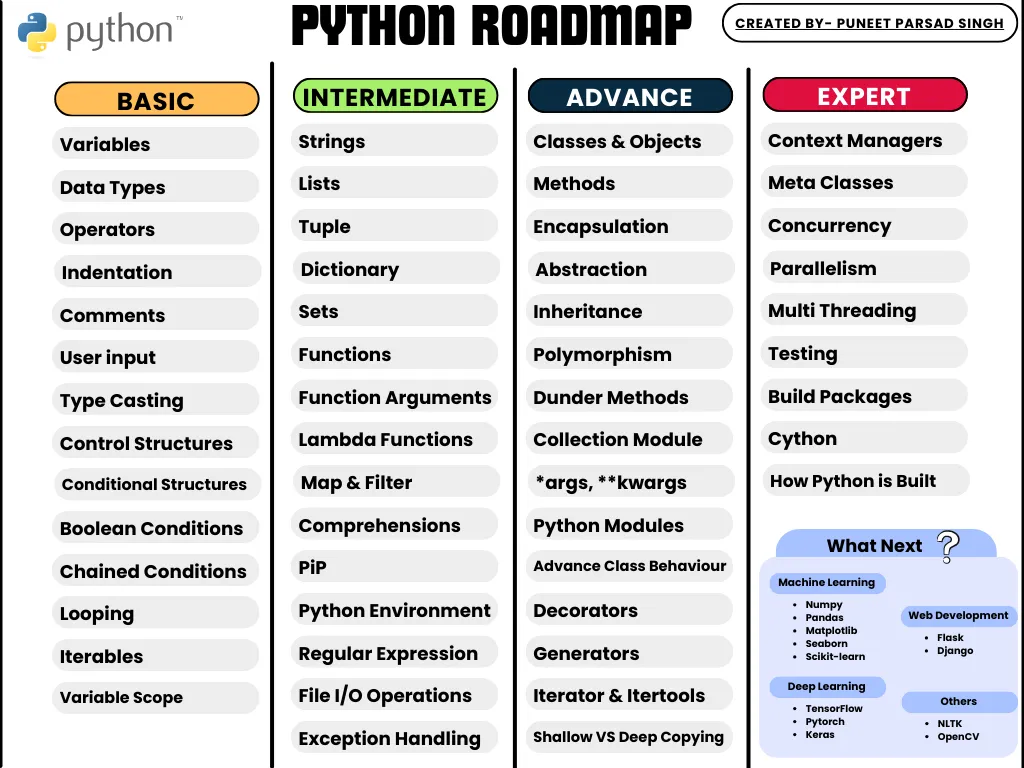 python™
PYTHON ROADMAP
CREATED BY- PUNEET PARSAD SINGH
BASIC
Variables
Data Types
Operators
Indentation
Comments
User input
Type Casting
Control Structures
Conditional Structures
Boolean Conditions
Chained Conditions
Looping
Iterables
Variable Scope
INTERMEDIATE
Strings
Lists
Tuple
Dictionary
Sets
Functions
Function Arguments
Lambda Functions
Map & Filter
Comprehensions
PiP
Python Environment
Regular Expression
File I/O Operations
Exception Handling
ADVANCE
Classes & Objects
Methods
Encapsulation
Abstraction
Inheritance
Polymorphism
Dunder Methods
Collection Module
*args, **kwargs
Python Modules
Advance Class Behaviour
Decorators
Generators
Iterator & Itertools
Shallow VS Deep Copying
EXPERT
Context Managers
Meta Classes
Concurrency
Parallelism
Multi Threading
Testing
Build Packages
Cython
How Python is Built
What Next ?
Machine Learning
• Numpy
• Pandas
• Matplotlib
• Seaborn
• Scikit-learn
Web Development
• Flask
• Django
Deep Learning
• TensorFlow
• Pytorch
• Keras
Others
• NLTK
• OpenCV